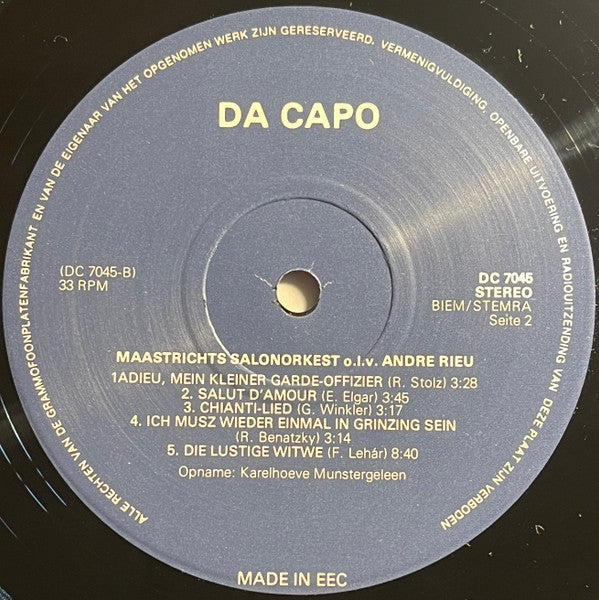 ALLE RECHTEN VAN DE GRAMMOFOONPLATENFABRIKANT EN VAN DE EIGENAAR VAN HET OPGENOMEN WERK ZIJN GERESERVEERD. VERMENIGVULDIGING, OPENBARE UITVOERING EN RADIOUITZENDING VAN DEZE PLAAT ZIJN VERBODEN
DA CAPO
(DC 7045-B)
33 RPM
DC 7045
STEREO
BIEM/STEMRA
Seite 2
MAASTRICHTS SALONORKEST o.l.v. ANDRE RIEU
1ADIEU, MEIN KLEINER GARDE-OFFIZIER (R. Stolz) 3:28
2. SALUT D'AMOUR (E. Elgar) 3:45
3. CHIANTI-LIED (G. Winkler) 3:17
4. ICH MUSZ WIEDER EINMAL IN GRINZING SEIN
(R. Benatzky) 3:14
5. DIE LUSTIGE WITWE (F. Lehár) 8:40
Opname: Karelhoeve Munstergeleen
MADE IN EEC